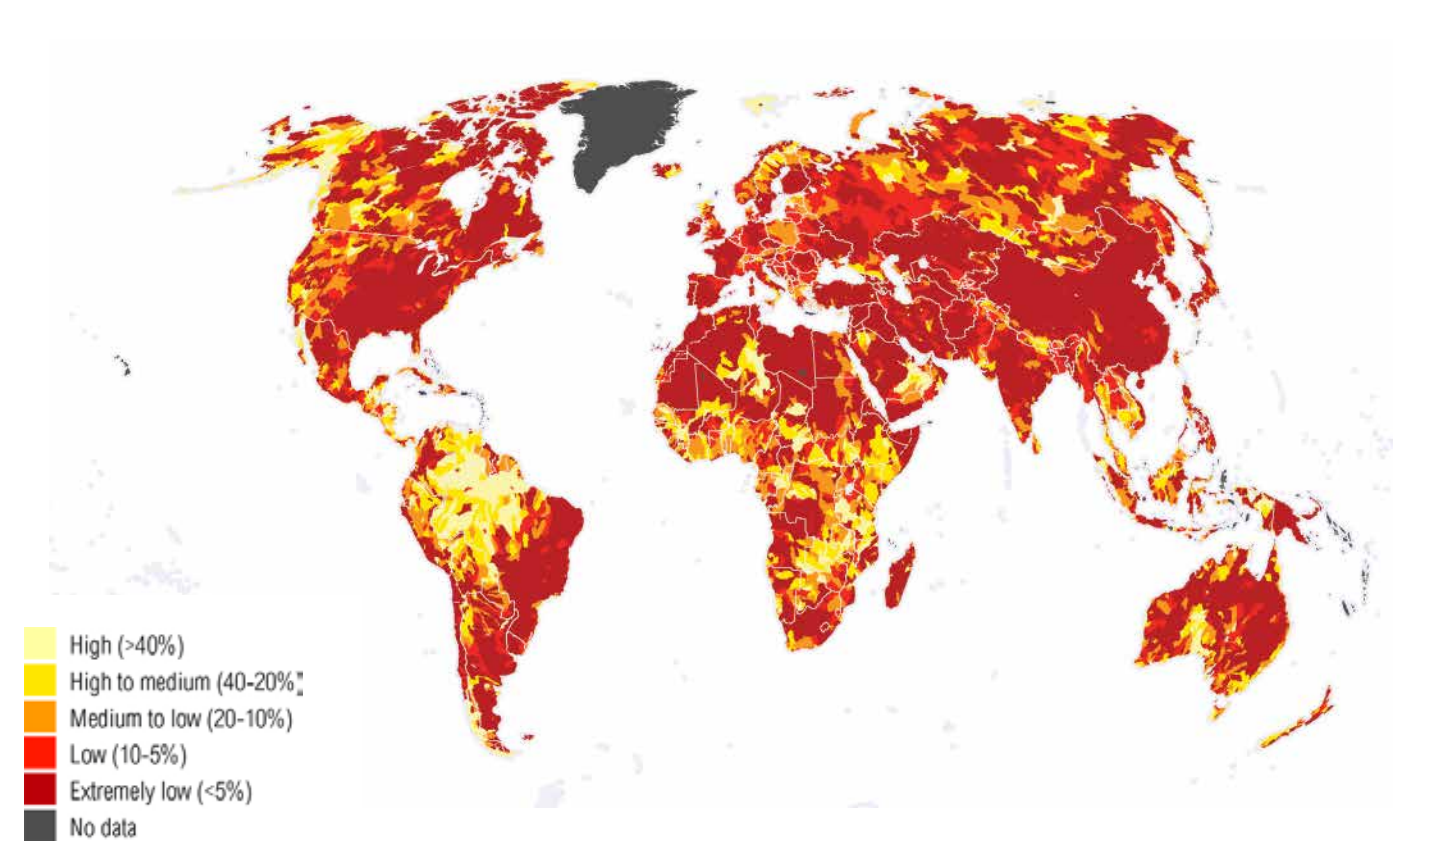 High (>40%)
High to medium (40-20%
Medium to low (20-10%)
Low (10-5%)
Extremely low (<5%)
No data